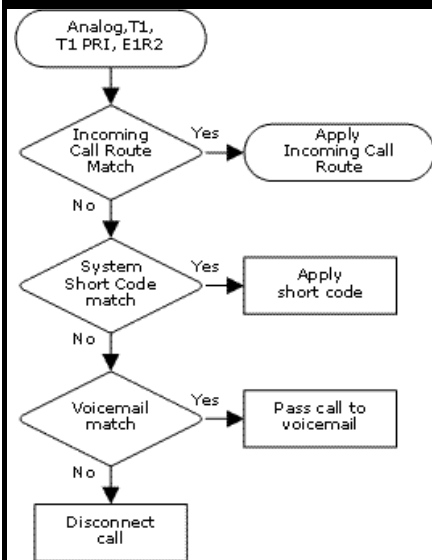 Analog,T1,
T1 PRI, E1R2
Incoming
Call Route
Match
Yes
Apply
Incoming Call
Route
No
System
Short Code
match
Yes
Apply
short code
No
Voicemail
match
Yes
Pass call to
voicemail
No
Disconnect
call